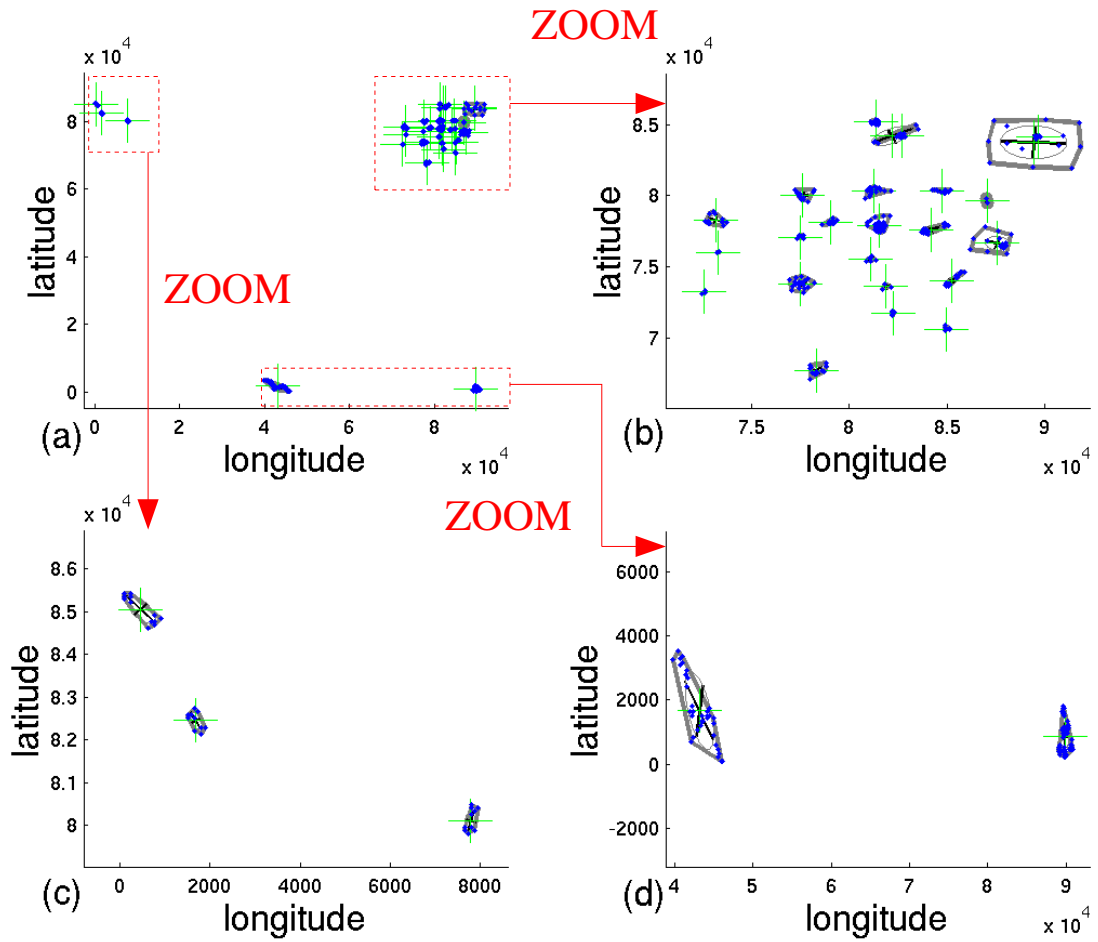 ZOOM
x 10^4
8
6
4
2
0
latitude
0
2
4
6
8
x 10^4
longitude
(a)
ZOOM
x 10^4
8.5
8
7.5
7
latitude
7.5
8
8.5
9
x 10^4
longitude
(b)
x 10^4
8.6
8.5
8.4
8.3
8.2
8.1
8
latitude
0
2000
4000
6000
8000
longitude
(c)
ZOOM
6000
4000
2000
0
-2000
latitude
4
5
6
7
8
9
x 10^4
longitude
(d)